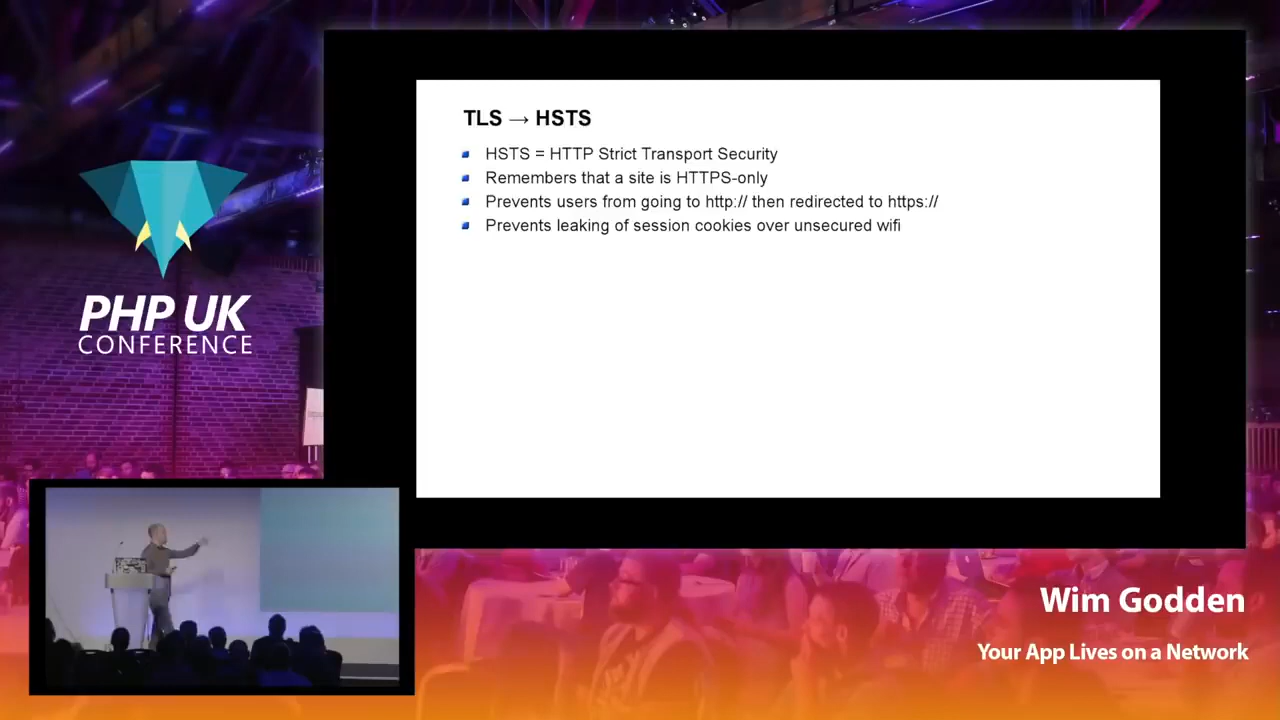 TLS → HSTS
HSTS = HTTP Strict Transport Security
Remembers that a site is HTTPS-only
Prevents users from going to http:// then redirected to https://
Prevents leaking of session cookies over unsecured wifi
PHP UK
CONFERENCE
Wim Godden
Your App Lives on a Network